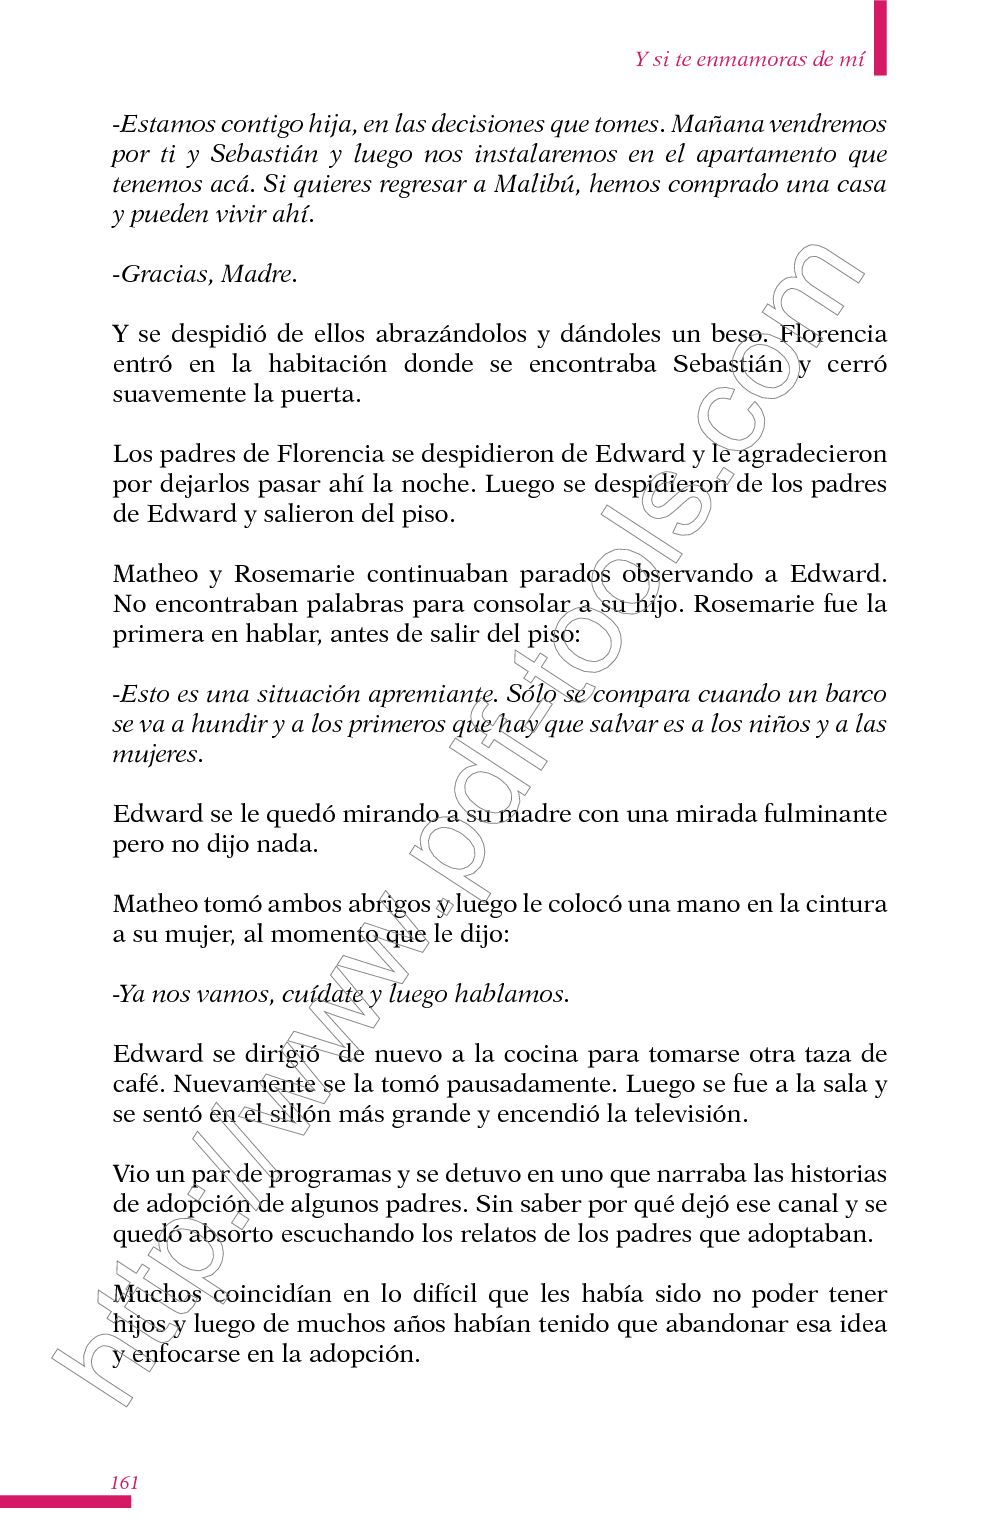 Y si te enmamoras de mí
-Estamos contigo hija, en las decisiones que tomes. Mañana vendremos
por ti y Sebastián y luego nos instalaremos en el apartamento que
tenemos acá. Si quieres regresar a Malibú, hemos comprado una casa
y pueden vivir ahí.
-Gracias, Madre.
Y se despidió de ellos abrazándolos y dándoles un beso. Florencia
entró en la habitación donde se encontraba Sebastián y cerró
suavemente la puerta.
Los padres de Florencia se despidieron de Edward y le agradecieron
por dejarlos pasar ahí la noche. Luego se despidieron de los padres
de Edward y salieron del piso.
Matheo y Rosemarie continuaban parados observando a Edward.
No encontraban palabras para consolar a su hijo. Rosemarie fue la
primera en hablar, antes de salir del piso:
-Esto es una situación apremiante. Sólo se compara cuando un barco
se va a hundir y a los primeros que hay que salvar es a los niños y a las
mujeres.
Edward se le quedó mirando a su madre con una mirada fulminante
pero no dijo nada.
Matheo tomó ambos abrigos y luego le colocó una mano en la cintura
a su mujer, al momento que le dijo:
-Ya nos vamos, cuídate y luego hablamos.
Edward se dirigió  de nuevo a la cocina para tomarse otra taza de
café. Nuevamente se la tomó pausadamente. Luego se fue a la sala y
se sentó en el sillón más grande y encendió la televisión.
Vio un par de programas y se detuvo en uno que narraba las historias
de adopción de algunos padres. Sin saber por qué dejó ese canal y se
quedó absorto escuchando los relatos de los padres que adoptaban.
Muchos coincidían en lo difícil que les había sido no poder tener
hijos y luego de muchos años habían tenido que abandonar esa idea
y enfocarse en la adopción.
161
http://www.pdf-tools.com